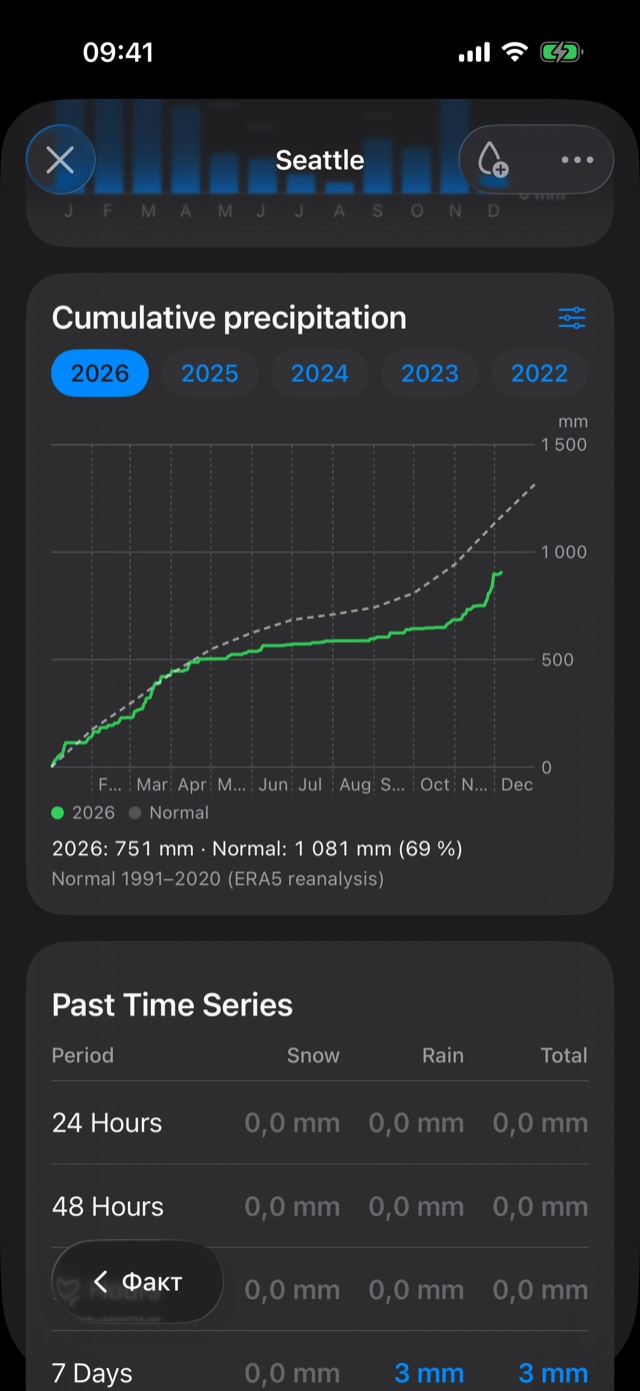 09:41
Seattle
0 mm
J F M A M J J A S O N D
Cumulative precipitation
2026 2025 2024 2023 2022
mm
1 500
1 000
500
0
F... Mar Apr M... Jun Jul Aug S... Oct N... Dec
2026 Normal
2026: 751 mm · Normal: 1 081 mm (69 %)
Normal 1991–2020 (ERA5 reanalysis)
Past Time Series
Period Snow Rain Total
24 Hours 0,0 mm 0,0 mm 0,0 mm
48 Hours 0,0 mm 0,0 mm 0,0 mm
Факт 0,0 mm 0,0 mm 0,0 mm
7 Days 0,0 mm 3 mm 3 mm